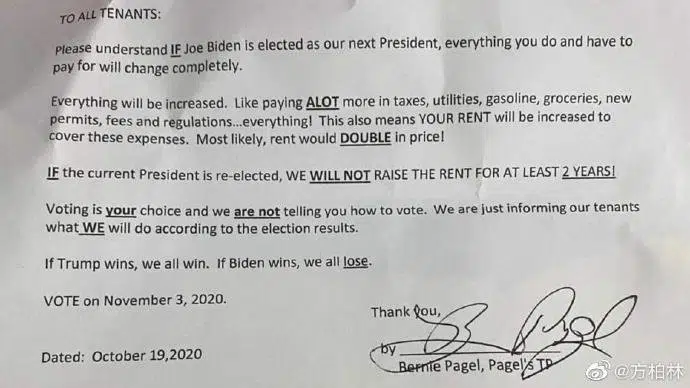 TO ALL TENANTS:
Please understand IF Joe Biden is elected as our next President, everything you do and have to
pay for will change completely.
Everything will be increased. Like paying ALOT more in taxes, utilities, gasoline, groceries, new
permits, fees and regulations...everything! This also means YOUR RENT will be increased to
cover these expenses. Most likely, rent would DOUBLE in price!
IF the current President is re-elected, WE WILL NOT RAISE THE RENT FOR AT LEAST 2 YEARS!
Voting is your choice and we are not telling you how to vote. We are just informing our tenants
what WE will do according to the election results.
If Trump wins, we all win. If Biden wins, we all lose.
VOTE on November 3, 2020.
Thank you,
by
Bernie Pagel, Pagel's TP
Dated: October 19,2020
@方柏林